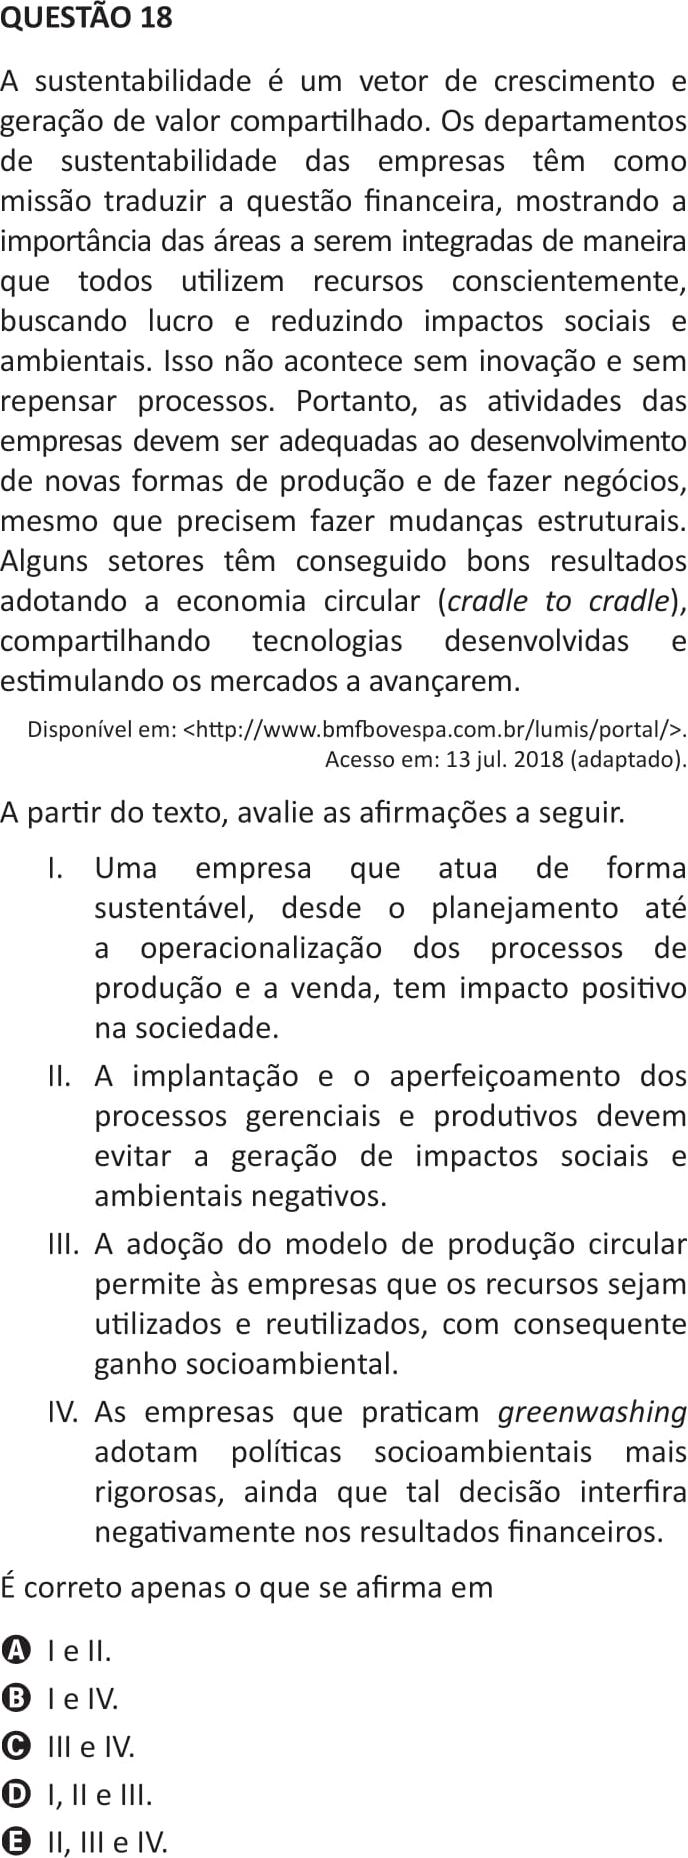 QUESTÃO 18
A sustentabilidade é um vetor de crescimento e
geração de valor compartilhado. Os departamentos
de sustentabilidade das empresas têm como
missão traduzir a questão financeira, mostrando a
importância das áreas a serem integradas de maneira
que todos utilizem recursos conscientemente,
buscando lucro e reduzindo impactos sociais e
ambientais. Isso não acontece sem inovação e sem
repensar processos. Portanto, as atividades das
empresas devem ser adequadas ao desenvolvimento
de novas formas de produção e de fazer negócios,
mesmo que precisem fazer mudanças estruturais.
Alguns setores têm conseguido bons resultados
adotando a economia circular (cradle to cradle),
compartilhando tecnologias desenvolvidas e
estimulando os mercados a avançarem.
Disponível em: <http://www.bmfbovespa.com.br/lumis/portal/>.
Acesso em: 13 jul. 2018 (adaptado).
A partir do texto, avalie as afirmações a seguir.
I. Uma empresa que atua de forma
sustentável, desde o planejamento até
a operacionalização dos processos de
produção e a venda, tem impacto positivo
na sociedade.
II. A implantação e o aperfeiçoamento dos
processos gerenciais e produtivos devem
evitar a geração de impactos sociais e
ambientais negativos.
III. A adoção do modelo de produção circular
permite às empresas que os recursos sejam
utilizados e reutilizados, com consequente
ganho socioambiental.
IV. As empresas que praticam greenwashing
adotam políticas socioambientais mais
rigorosas, ainda que tal decisão interfira
negativamente nos resultados financeiros.
É correto apenas o que se afirma em
A I e II.
B I e IV.
C III e IV.
D I, II e III.
E II, III e IV.